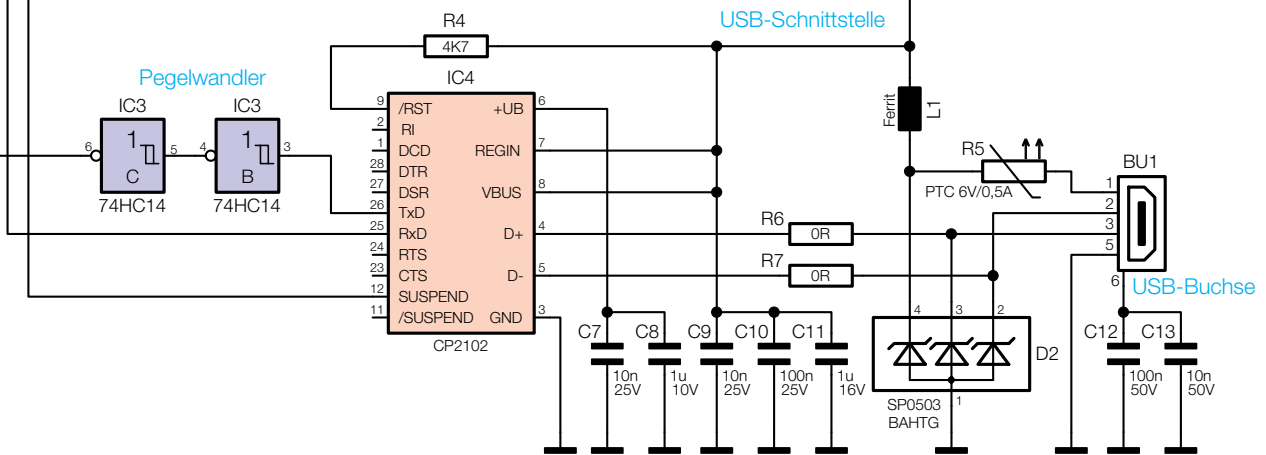 USB-Schnittstelle
R4
4K7
Pegelwandler
IC3
IC3
IC4
6
1
C
5
4
1
B
3
74HC14
74HC14
9
/RST
+UB
6
2
RI
1
DCD
REGIN
7
28
DTR
27
DSR
VBUS
8
26
TxD
25
RxD
D+
4
24
RTS
23
CTS
D-
5
12
SUSPEND
11
/SUSPEND
GND
3
CP2102
Ferrit
L1
R5
PTC 6V/0,5A
BU1
1
2
3
5
6
USB-Buchse
R6
0R
R7
0R
C7
10n
25V
C8
1u
10V
C9
10n
25V
C10
100n
25V
C11
1u
16V
4
3
2
D2
1
SP0503
BAHTG
C12
100n
50V
C13
10n
50V